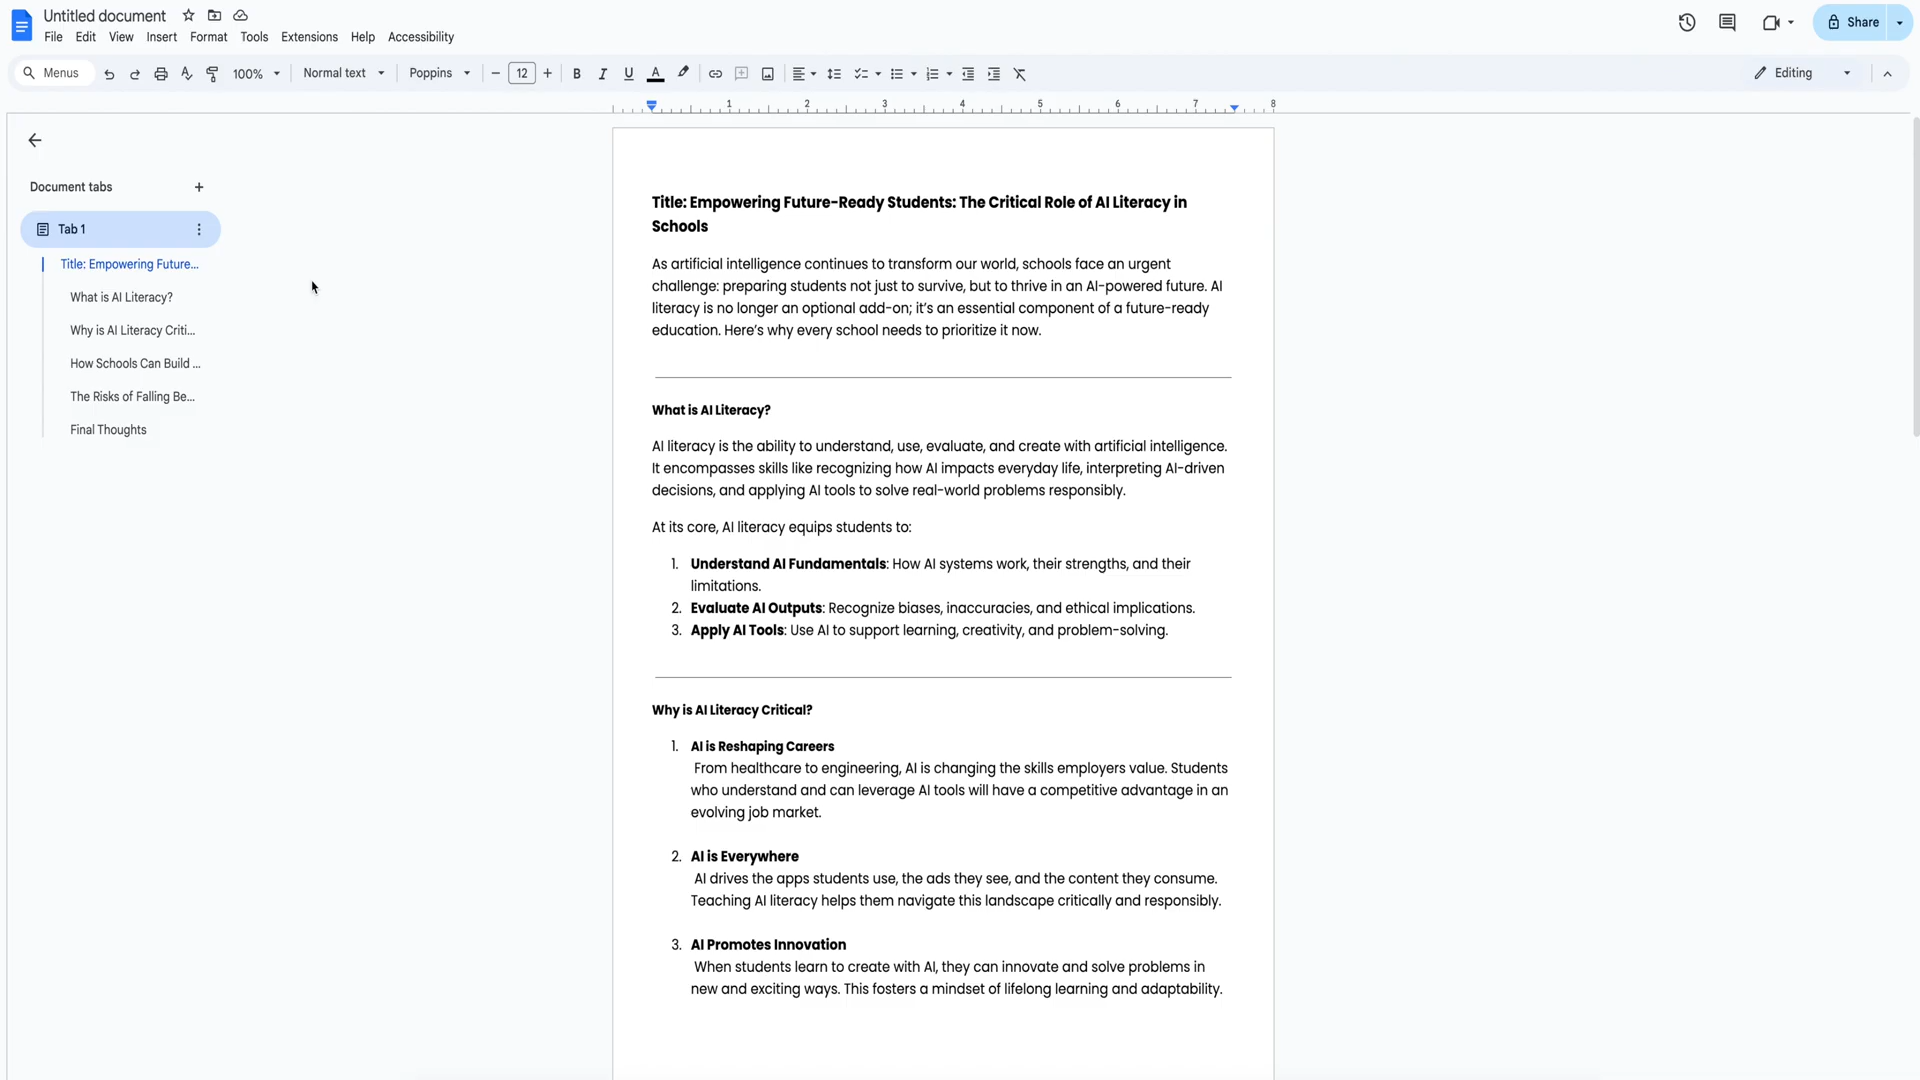 Untitled document
File Edit View Insert Format Tools Extensions Help Accessibility
Share
Menus 100% Normal text Poppins 12 Editing
1 2 3 4 5 6 7 8
Document tabs
Tab 1
Title: Empowering Future...
What is AI Literacy?
Why is AI Literacy Criti...
How Schools Can Build ...
The Risks of Falling Be...
Final Thoughts
Title: Empowering Future-Ready Students: The Critical Role of AI Literacy in
Schools
As artificial intelligence continues to transform our world, schools face an urgent
challenge: preparing students not just to survive, but to thrive in an AI-powered future. AI
literacy is no longer an optional add-on; it's an essential component of a future-ready
education. Here's why every school needs to prioritize it now.
What is AI Literacy?
AI literacy is the ability to understand, use, evaluate, and create with artificial intelligence.
It encompasses skills like recognizing how AI impacts everyday life, interpreting AI-driven
decisions, and applying AI tools to solve real-world problems responsibly.
At its core, AI literacy equips students to:
1. Understand AI Fundamentals: How AI systems work, their strengths, and their
limitations.
2. Evaluate AI Outputs: Recognize biases, inaccuracies, and ethical implications.
3. Apply AI Tools: Use AI to support learning, creativity, and problem-solving.
Why is AI Literacy Critical?
1. AI is Reshaping Careers
From healthcare to engineering, AI is changing the skills employers value. Students
who understand and can leverage AI tools will have a competitive advantage in an
evolving job market.
2. AI is Everywhere
AI drives the apps students use, the ads they see, and the content they consume.
Teaching AI literacy helps them navigate this landscape critically and responsibly.
3. AI Promotes Innovation
When students learn to create with AI, they can innovate and solve problems in
new and exciting ways. This fosters a mindset of lifelong learning and adaptability.